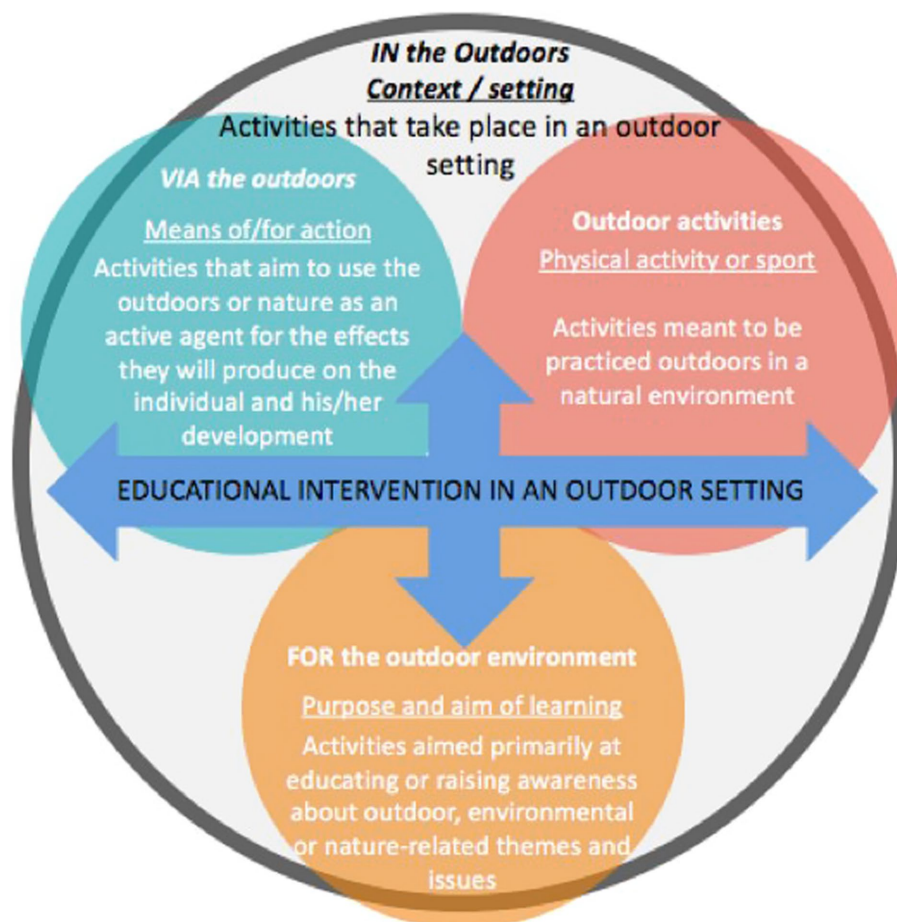 IN the Outdoors
Context / setting
Activities that take place in an outdoor
setting
VIA the outdoors
Means of/for action
Activities that aim to use the
outdoors or nature as an
active agent for the effects
they will produce on the
individual and his/her
development
Outdoor activities
Physical activity or sport
Activities meant to be
practiced outdoors in a
natural environment
EDUCATIONAL INTERVENTION IN AN OUTDOOR SETTING
FOR the outdoor environment
Purpose and aim of learning
Activities aimed primarily at
educating or raising awareness
about outdoor, environmental
or nature-related themes and
issues